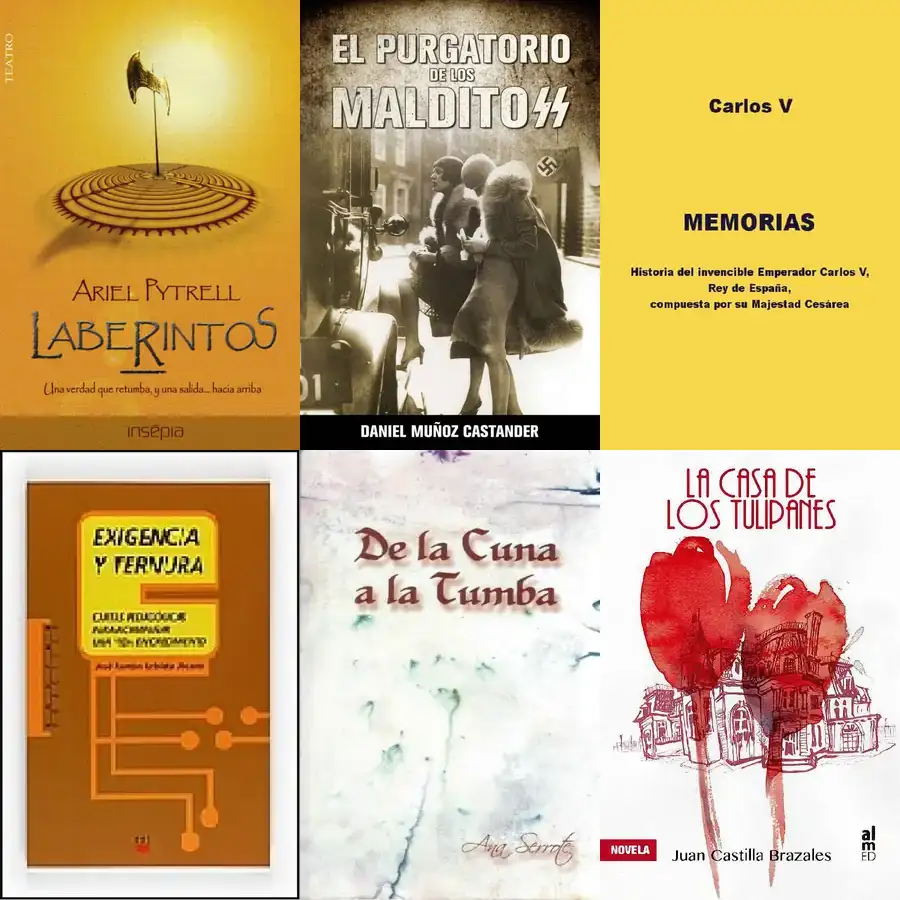 TEATRO
ARIEL PYTRELL
LABERINTOS
Una verdad que retumba, y una salida... hacia arriba
insépia
EL PURGATORIO
DE LOS
MALDITOSS
01
DANIEL MUÑOZ CASTANDER
Carlos V
MEMORIAS
Historia del invencible Emperador Carlos V,
Rey de España,
compuesta por su Majestad Cesárea
EXIGENCIA
Y TERNURA
De la Cuna
a la Tumba
Ana Serrote
LA CASA DE
LOS TULIPANES
NOVELA
Juan Castilla Brazales
al
m
ED